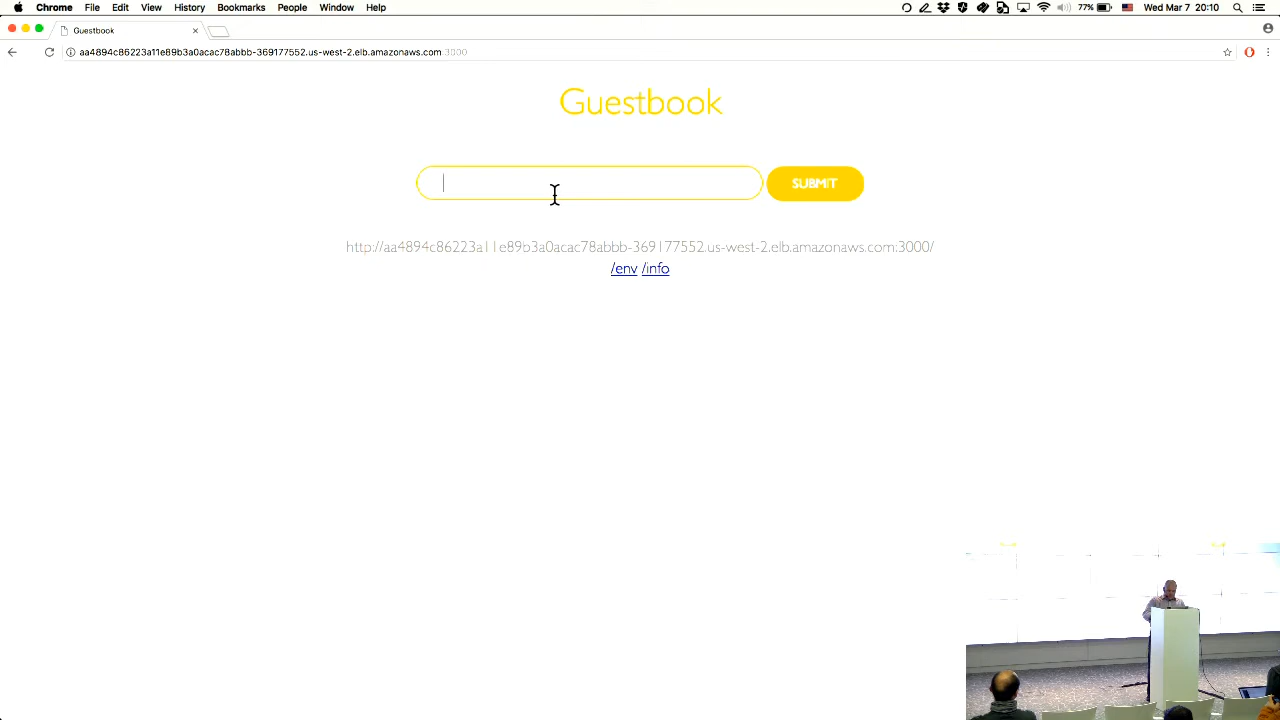 Chrome File Edit View History Bookmarks People Window Help 77% Wed Mar 7 20:10
Guestbook
aa4894c86223a11e89b3a0acac78abbb-369177552.us-west-2.elb.amazonaws.com:3000
Guestbook
SUBMIT
http://aa4894c86223a11e89b3a0acac78abbb-369177552.us-west-2.elb.amazonaws.com:3000/
/env /info